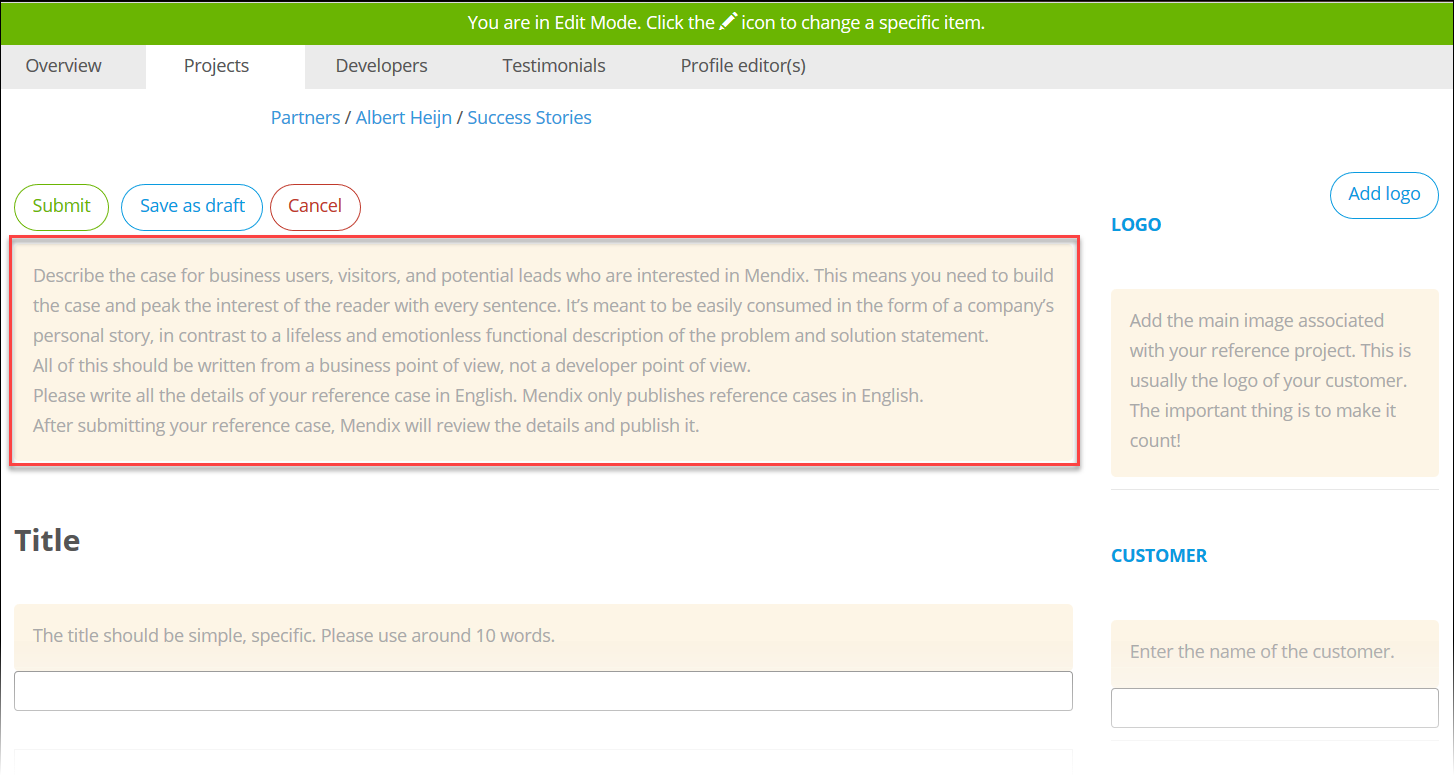 You are in Edit Mode. Click the icon to change a specific item.
Overview
Projects
Developers
Testimonials
Profile editor(s)
Partners / Albert Heijn / Success Stories
Submit
Save as draft
Cancel
Describe the case for business users, visitors, and potential leads who are interested in Mendix. This means you need to build
the case and peak the interest of the reader with every sentence. It’s meant to be easily consumed in the form of a company’s
personal story, in contrast to a lifeless and emotionless functional description of the problem and solution statement.
All of this should be written from a business point of view, not a developer point of view.
Please write all the details of your reference case in English. Mendix only publishes reference cases in English.
After submitting your reference case, Mendix will review the details and publish it.
Title
The title should be simple, specific. Please use around 10 words.
Add logo
LOGO
Add the main image associated
with your reference project. This is
usually the logo of your customer.
The important thing is to make it
count!
CUSTOMER
Enter the name of the customer.